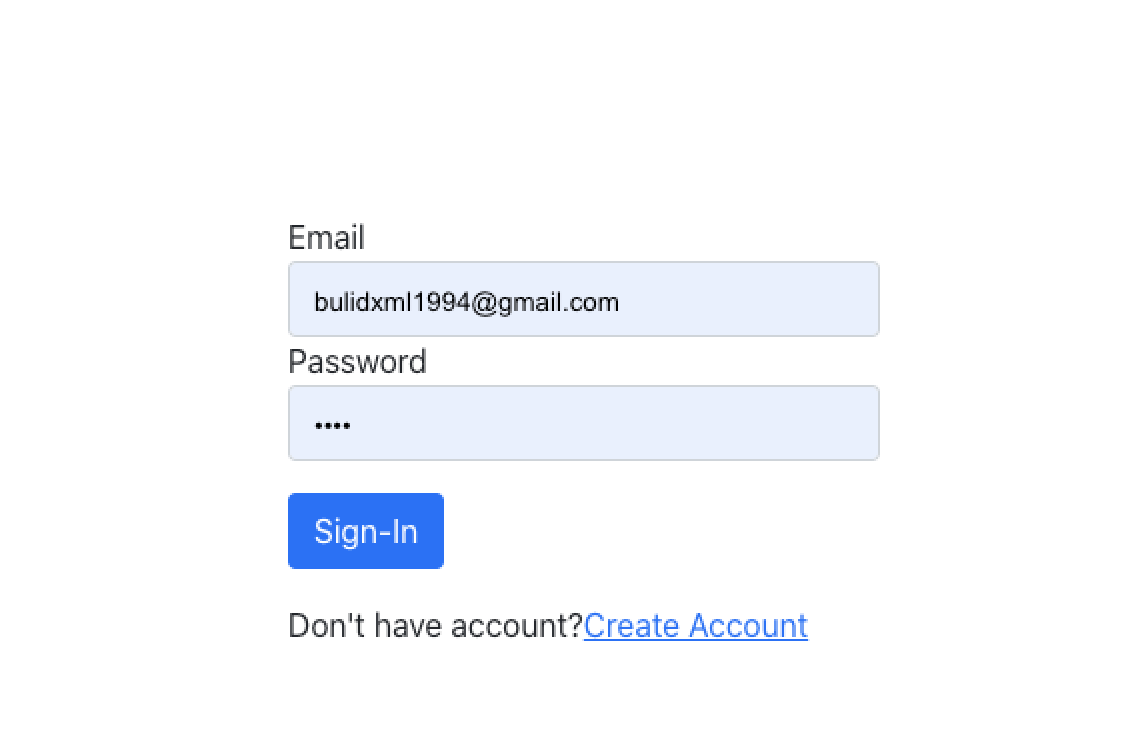 Email
bulidxml1994@gmail.com
Password
••••
Sign-In
Don't have account?Create Account